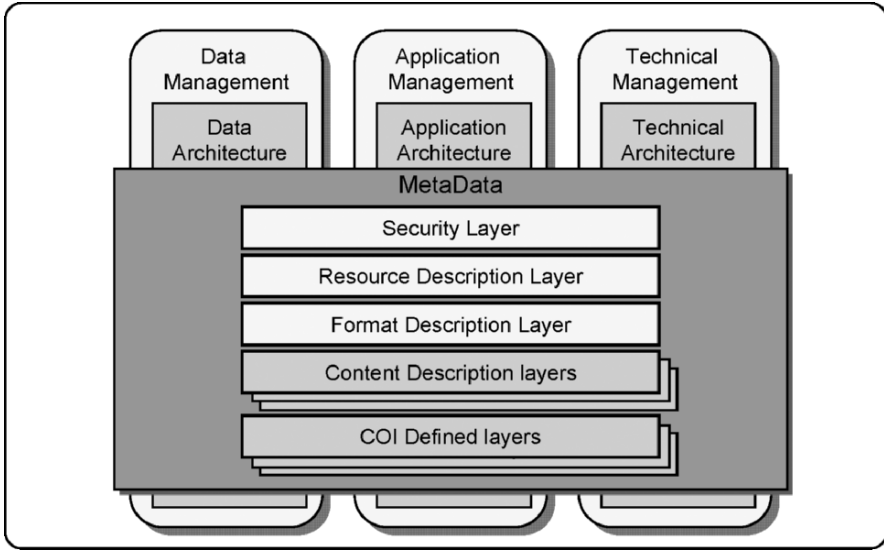 Data
Management
Application
Management
Technical
Management
Data
Architecture
Application
Architecture
Technical
Architecture
MetaData
Security Layer
Resource Description Layer
Format Description Layer
Content Description layers
COI Defined layers